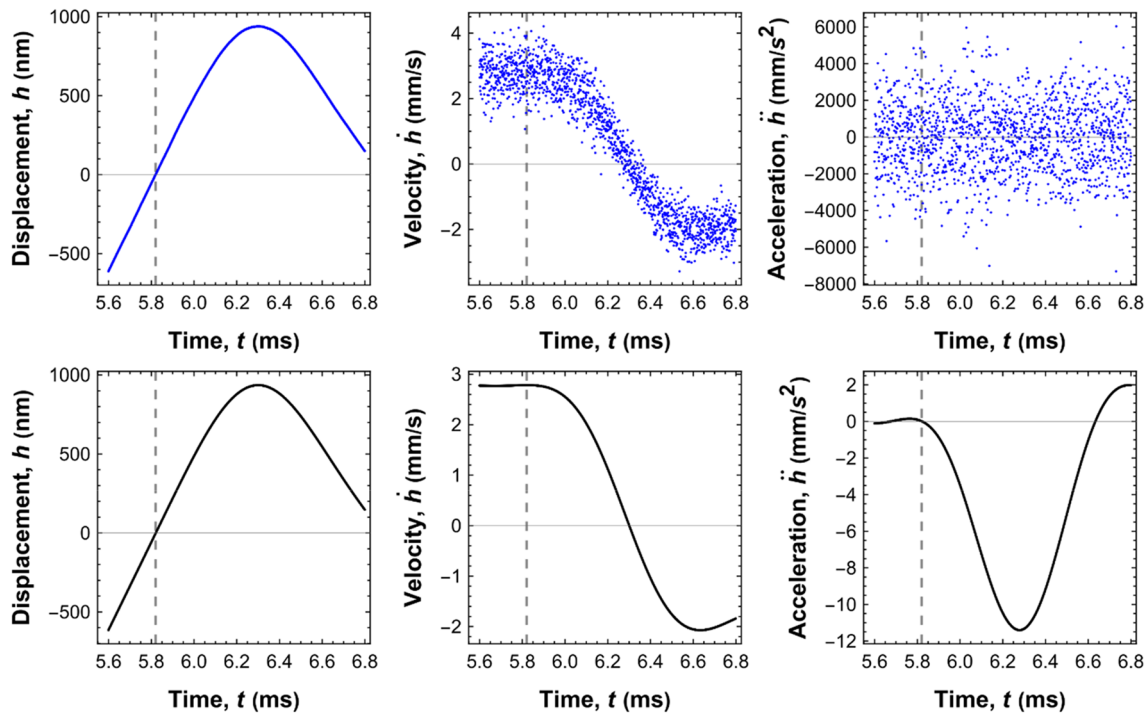 Displacement, h (nm)
1000
500
0
−500
5.6 5.8 6.0 6.2 6.4 6.6 6.8
Time, t (ms)
Velocity, ḣ (mm/s)
4
2
0
−2
5.6 5.8 6.0 6.2 6.4 6.6 6.8
Time, t (ms)
Acceleration, ḧ (mm/s²)
6000
4000
2000
0
−2000
−4000
−6000
−8000
5.6 5.8 6.0 6.2 6.4 6.6 6.8
Time, t (ms)
Displacement, h (nm)
1000
500
0
−500
5.6 5.8 6.0 6.2 6.4 6.6 6.8
Time, t (ms)
Velocity, ḣ (mm/s)
3
2
1
0
−1
−2
5.6 5.8 6.0 6.2 6.4 6.6 6.8
Time, t (ms)
Acceleration, ḧ (mm/s²)
2
0
−2
−4
−6
−8
−10
−12
5.6 5.8 6.0 6.2 6.4 6.6 6.8
Time, t (ms)